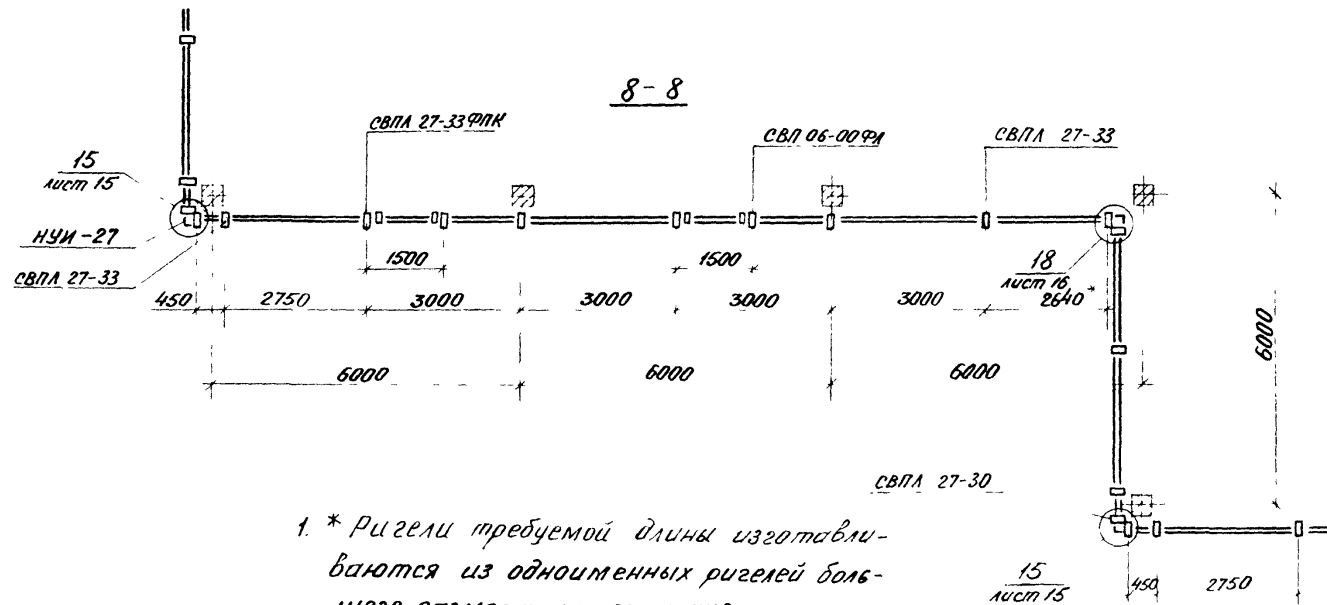 8-8
СВПЛ 27-33ФПК
СВП 06-00ФЛ
СВПЛ 27-33
15
лист 15
НУИ-27
СВПЛ 27-33
1500
1500
18
лист 16
450
2750
3000
3000
3000
3000
2640*
6000
6000
6000
6000
СВПЛ 27-30
1. * Ригели требуемой длины изготавли-
ваются из одноименных ригелей боль-
15
лист 15
450
2750